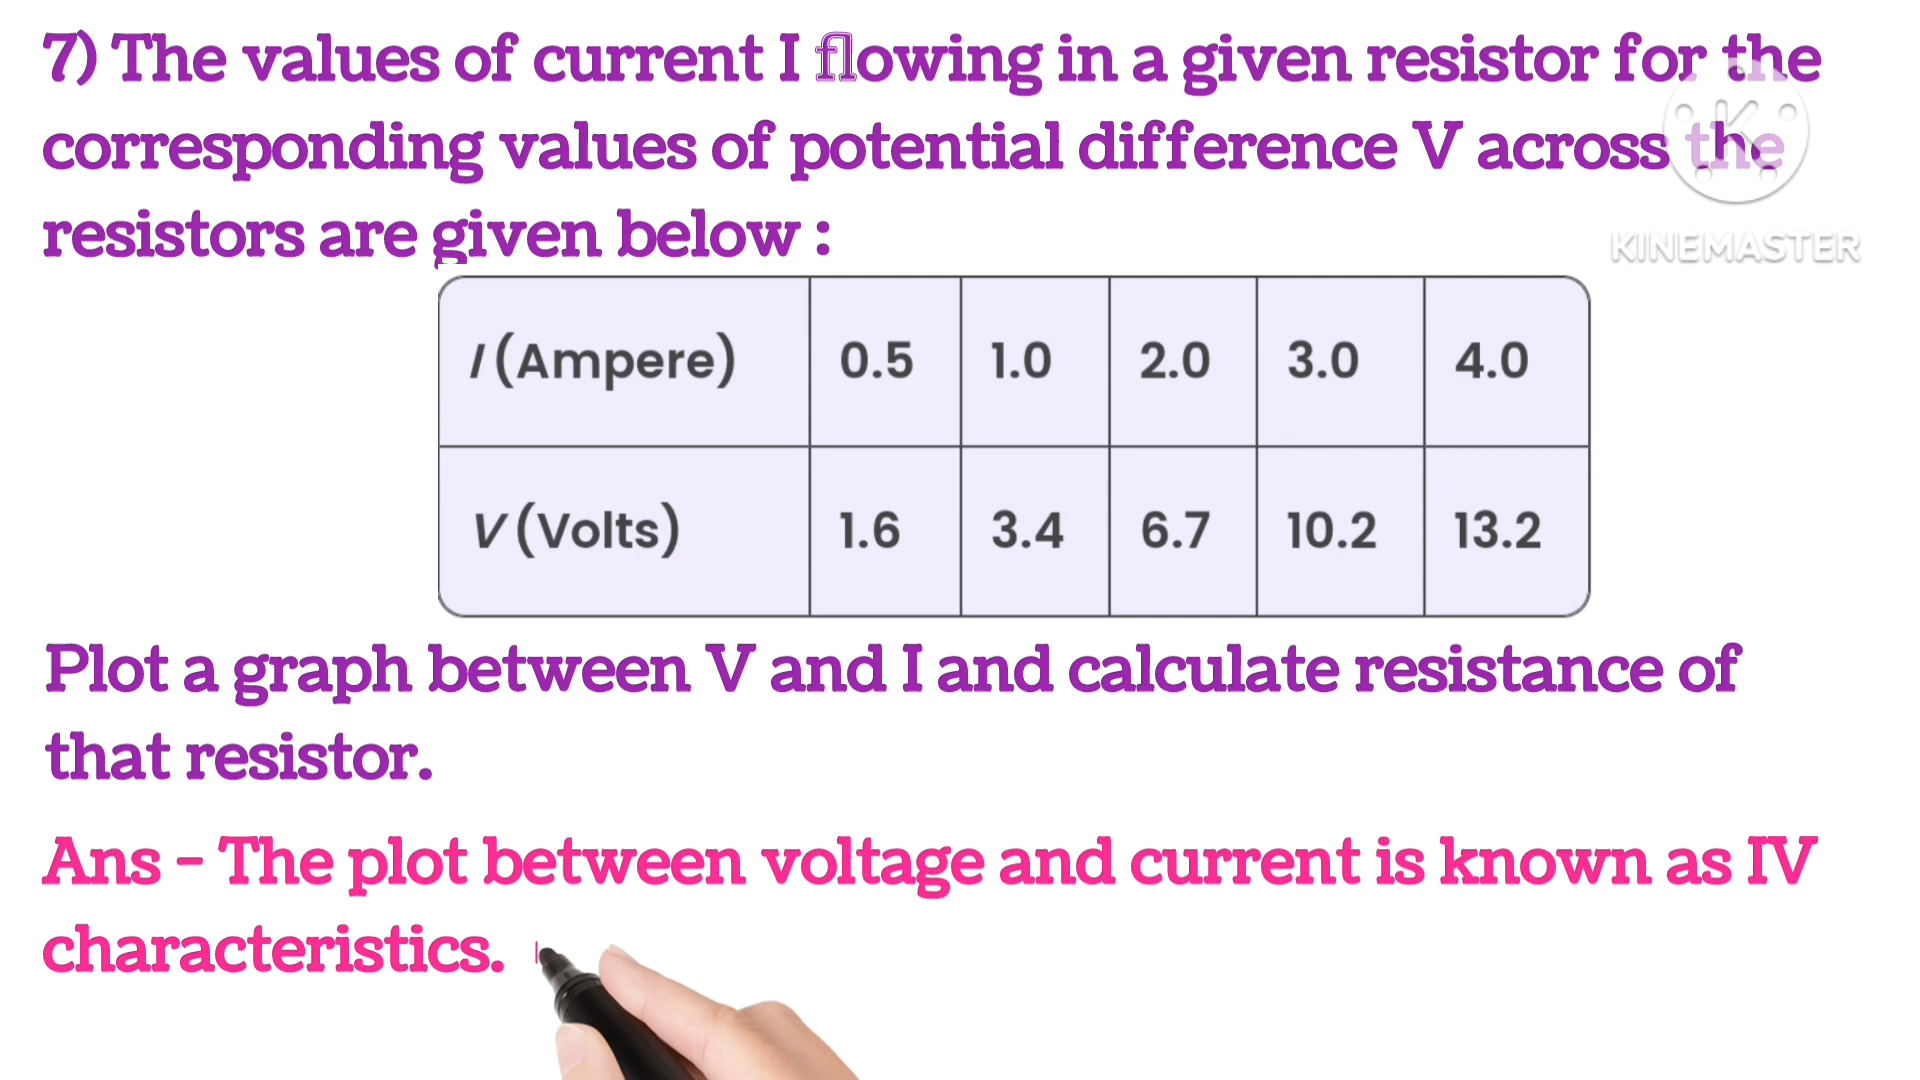 7) The values of current I flowing in a given resistor for the
corresponding values of potential difference V across the
resistors are given below :
K
KINEMASTER
I (Ampere) 0.5 1.0 2.0 3.0 4.0
V (Volts) 1.6 3.4 6.7 10.2 13.2
Plot a graph between V and I and calculate resistance of
that resistor.
Ans - The plot between voltage and current is known as IV
characteristics.